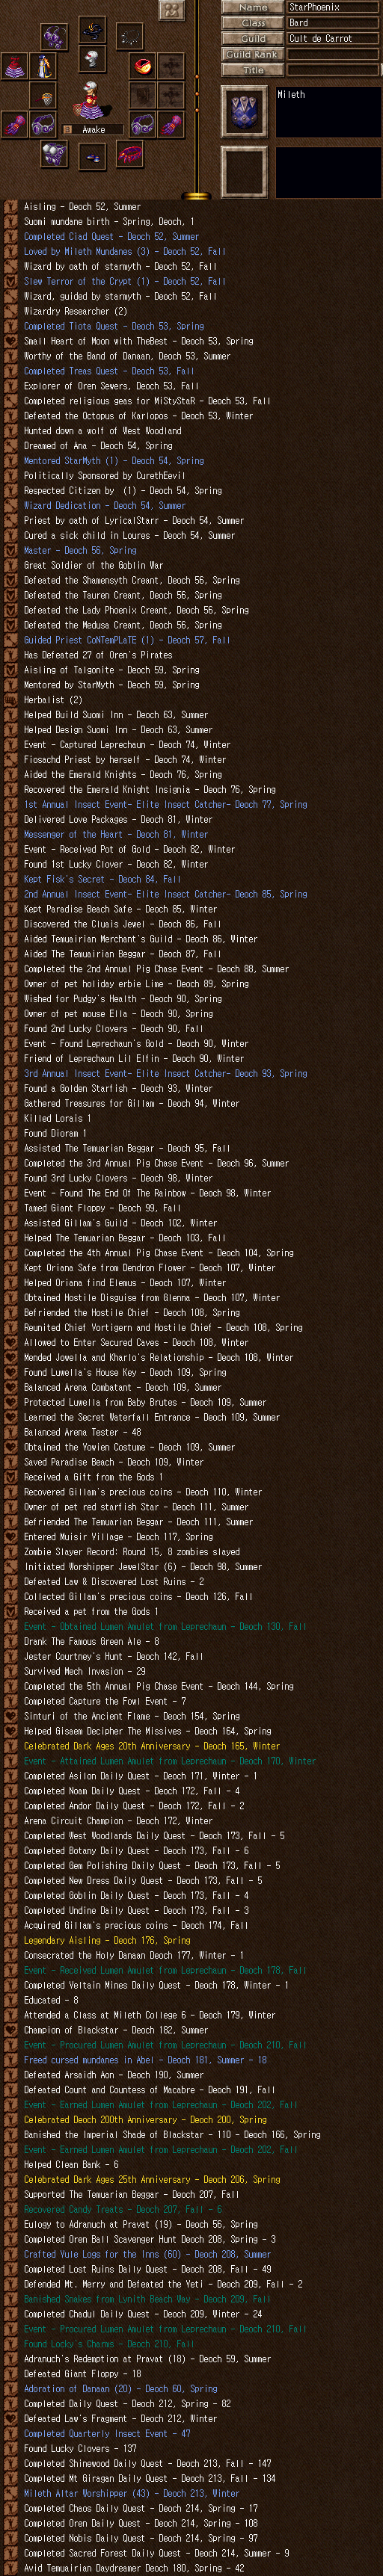 Name StarPhoenix
Class Bard
Guild Cult de Carrot
Guild Rank
Title
Mileth
Awake
Aisling - Deoch 52, Summer
Suomi mundane birth - Spring, Deoch, 1
Completed Ciad Quest - Deoch 52, Summer
Loved by Mileth Mundanes (3) - Deoch 52, Fall
Wizard by oath of starmyth - Deoch 52, Fall
Slew Terror of the Crypt (1) - Deoch 52, Fall
Wizard, guided by starmyth - Deoch 52, Fall
Wizardry Researcher (2)
Completed Tiota Quest - Deoch 53, Spring
Small Heart of Moon with TheBest - Deoch 53, Spring
Worthy of the Band of Danaan, Deoch 53, Summer
Completed Treas Quest - Deoch 53, Fall
Explorer of Oren Sewers, Deoch 53, Fall
Completed religious geas for MiStyStaR - Deoch 53, Fall
Defeated the Octopus of Karlopos - Deoch 53, Winter
Hunted down a wolf of West Woodland
Dreamed of Ana - Deoch 54, Spring
Mentored StarMyth (1) - Deoch 54, Spring
Politically Sponsored by CurethEevil
Respected Citizen by  (1) - Deoch 54, Spring
Wizard Dedication - Deoch 54, Summer
Priest by oath of LyricalStarr - Deoch 54, Summer
Cured a sick child in Loures - Deoch 54, Summer
Master - Deoch 56, Spring
Great Soldier of the Goblin War
Defeated the Shamensyth Creant, Deoch 56, Spring
Defeated the Tauren Creant, Deoch 56, Spring
Defeated the Lady Phoenix Creant, Deoch 56, Spring
Defeated the Medusa Creant, Deoch 56, Spring
Guided Priest CoNTemPLaTE (1) - Deoch 57, Fall
Has Defeated 27 of Oren's Pirates
Aisling of Talgonite - Deoch 59, Spring
Mentored by StarMyth - Deoch 59, Spring
Herbalist (2)
Helped Build Suomi Inn - Deoch 63, Summer
Helped Design Suomi Inn - Deoch 63, Summer
Event - Captured Leprechaun - Deoch 74, Winter
Fiosachd Priest by herself - Deoch 74, Winter
Aided the Emerald Knights - Deoch 76, Spring
Recovered the Emerald Knight Insignia - Deoch 76, Spring
1st Annual Insect Event- Elite Insect Catcher- Deoch 77, Spring
Delivered Love Packages - Deoch 81, Winter
Messenger of the Heart - Deoch 81, Winter
Event - Received Pot of Gold - Deoch 82, Winter
Found 1st Lucky Clover - Deoch 82, Winter
Kept Fisk's Secret - Deoch 84, Fall
2nd Annual Insect Event- Elite Insect Catcher- Deoch 85, Spring
Kept Paradise Beach Safe - Deoch 85, Winter
Discovered the Cluais Jewel - Deoch 86, Fall
Aided Temuairian Merchant's Guild - Deoch 86, Winter
Aided The Temuairian Beggar - Deoch 87, Fall
Completed the 2nd Annual Pig Chase Event - Deoch 88, Summer
Owner of pet holiday erbie Lime - Deoch 89, Spring
Wished for Pudgy's Health - Deoch 90, Spring
Owner of pet mouse Ella - Deoch 90, Spring
Found 2nd Lucky Clovers - Deoch 90, Fall
Event - Found Leprechaun's Gold - Deoch 90, Winter
Friend of Leprechaun Lil Elfin - Deoch 90, Winter
3rd Annual Insect Event- Elite Insect Catcher- Deoch 93, Spring
Found a Golden Starfish - Deoch 93, Winter
Gathered Treasures for Gillam - Deoch 94, Winter
Killed Lorais 1
Found Dioram 1
Assisted The Temuarian Beggar - Deoch 95, Fall
Completed the 3rd Annual Pig Chase Event - Deoch 96, Summer
Found 3rd Lucky Clovers - Deoch 98, Winter
Event - Found The End Of The Rainbow - Deoch 98, Winter
Tamed Giant Floppy - Deoch 99, Fall
Assisted Gillam's Guild - Deoch 102, Winter
Helped The Temuarian Beggar - Deoch 103, Fall
Completed the 4th Annual Pig Chase Event - Deoch 104, Spring
Kept Oriana Safe from Dendron Flower - Deoch 107, Winter
Helped Oriana find Elemus - Deoch 107, Winter
Obtained Hostile Disguise from Glenna - Deoch 107, Winter
Befriended the Hostile Chief - Deoch 108, Spring
Reunited Chief Vortigern and Hostile Chief - Deoch 108, Spring
Allowed to Enter Secured Caves - Deoch 108, Winter
Mended Jowella and Khario's Relationship - Deoch 108, Winter
Found Luwella's House Key - Deoch 109, Spring
Balanced Arena Combatant - Deoch 109, Summer
Protected Luwella from Baby Brutes - Deoch 109, Summer
Learned the Secret Waterfall Entrance - Deoch 109, Summer
Balanced Arena Tester - 48
Obtained the Yowien Costume - Deoch 109, Summer
Saved Paradise Beach - Deoch 109, Winter
Received a Gift from the Gods 1
Recovered Gillam's precious coins - Deoch 110, Winter
Owner of pet red starfish Star - Deoch 111, Summer
Befriended The Temuarian Beggar - Deoch 111, Summer
Entered Muisir Village - Deoch 117, Spring
Zombie Slayer Record: Round 15, 8 zombies slayed
Initiated Worshipper JewelStar (6) - Deoch 98, Summer
Defeated Law & Discovered Lost Ruins - 2
Collected Gillam's precious coins - Deoch 126, Fall
Received a pet from the Gods 1
Event - Obtained Lumen Amulet from Leprechaun - Deoch 130, Fall
Drank The Famous Green Ale - 8
Jester Courtney's Hunt - Deoch 142, Fall
Survived Mech Invasion - 29
Completed the 5th Annual Pig Chase Event - Deoch 144, Spring
Completed Capture the Fowl Event - 7
Sinturi of the Ancient Flame - Deoch 154, Spring
Helped Gisaem Decipher The Missives - Deoch 164, Spring
Celebrated Dark Ages 20th Anniversary - Deoch 165, Winter
Event - Attained Lumen Amulet from Leprechaun - Deoch 170, Winter
Completed Asilon Daily Quest - Deoch 171, Winter - 1
Completed Noam Daily Quest - Deoch 172, Fall - 4
Completed Andor Daily Quest - Deoch 172, Fall - 2
Arena Circuit Champion - Deoch 172, Winter
Completed West Woodlands Daily Quest - Deoch 173, Fall - 5
Completed Botany Daily Quest - Deoch 173, Fall - 6
Completed Gem Polishing Daily Quest - Deoch 173, Fall - 5
Completed New Dress Daily Quest - Deoch 173, Fall - 5
Completed Goblin Daily Quest - Deoch 173, Fall - 4
Completed Undine Daily Quest - Deoch 173, Fall - 3
Acquired Gillam's precious coins - Deoch 174, Fall
Legendary Aisling - Deoch 176, Spring
Consecrated the Holy Danaan Deoch 177, Winter - 1
Event - Received Lumen Amulet from Leprechaun - Deoch 178, Fall
Completed Veltain Mines Daily Quest - Deoch 178, Winter - 1
Educated - 8
Attended a Class at Mileth College 6 - Deoch 179, Winter
Champion of Blackstar - Deoch 182, Summer
Event - Procured Lumen Amulet from Leprechaun - Deoch 210, Fall
Freed cursed mundanes in Abel - Deoch 181, Summer - 18
Defeated Arsaidh Aon - Deoch 190, Summer
Defeated Count and Countess of Macabre - Deoch 191, Fall
Event - Earned Lumen Amulet from Leprechaun - Deoch 202, Fall
Celebrated Deoch 200th Anniversary - Deoch 200, Spring
Banished the Imperial Shade of Blackstar - 110 - Deoch 166, Spring
Event - Earned Lumen Amulet from Leprechaun - Deoch 202, Fall
Helped Clean Bank - 6
Celebrated Dark Ages 25th Anniversary - Deoch 206, Spring
Supported The Temuarian Beggar - Deoch 207, Fall
Recovered Candy Treats - Deoch 207, Fall - 6
Eulogy to Adranuch at Pravat (19) - Deoch 56, Spring
Completed Oren Ball Scavenger Hunt Deoch 208, Spring - 3
Crafted Yule Logs for the Inns (60) - Deoch 208, Summer
Completed Lost Ruins Daily Quest - Deoch 208, Fall - 49
Defended Mt. Merry and Defeated the Yeti - Deoch 209, Fall - 2
Banished Snakes from Lynith Beach Way - Deoch 209, Fall
Completed Chadul Daily Quest - Deoch 209, Winter - 24
Event - Procured Lumen Amulet from Leprechaun - Deoch 210, Fall
Found Locky's Charms - Deoch 210, Fall
Adranuch's Redemption at Pravat (18) - Deoch 59, Summer
Defeated Giant Floppy - 18
Adoration of Danaan (20) - Deoch 60, Spring
Completed Daily Quest - Deoch 212, Spring - 82
Defeated Law's Fragment - Deoch 212, Winter
Completed Quarterly Insect Event - 47
Found Lucky Clovers - 137
Completed Shinewood Daily Quest - Deoch 213, Fall - 147
Completed Mt Giragan Daily Quest - Deoch 213, Fall - 134
Mileth Altar Worshipper (43) - Deoch 213, Winter
Completed Chaos Daily Quest - Deoch 214, Spring - 17
Completed Oren Daily Quest - Deoch 214, Spring - 108
Completed Nobis Daily Quest - Deoch 214, Spring - 97
Completed Sacred Forest Daily Quest - Deoch 214, Summer - 9
Avid Temuairian Daydreamer Deoch 180, Spring - 42